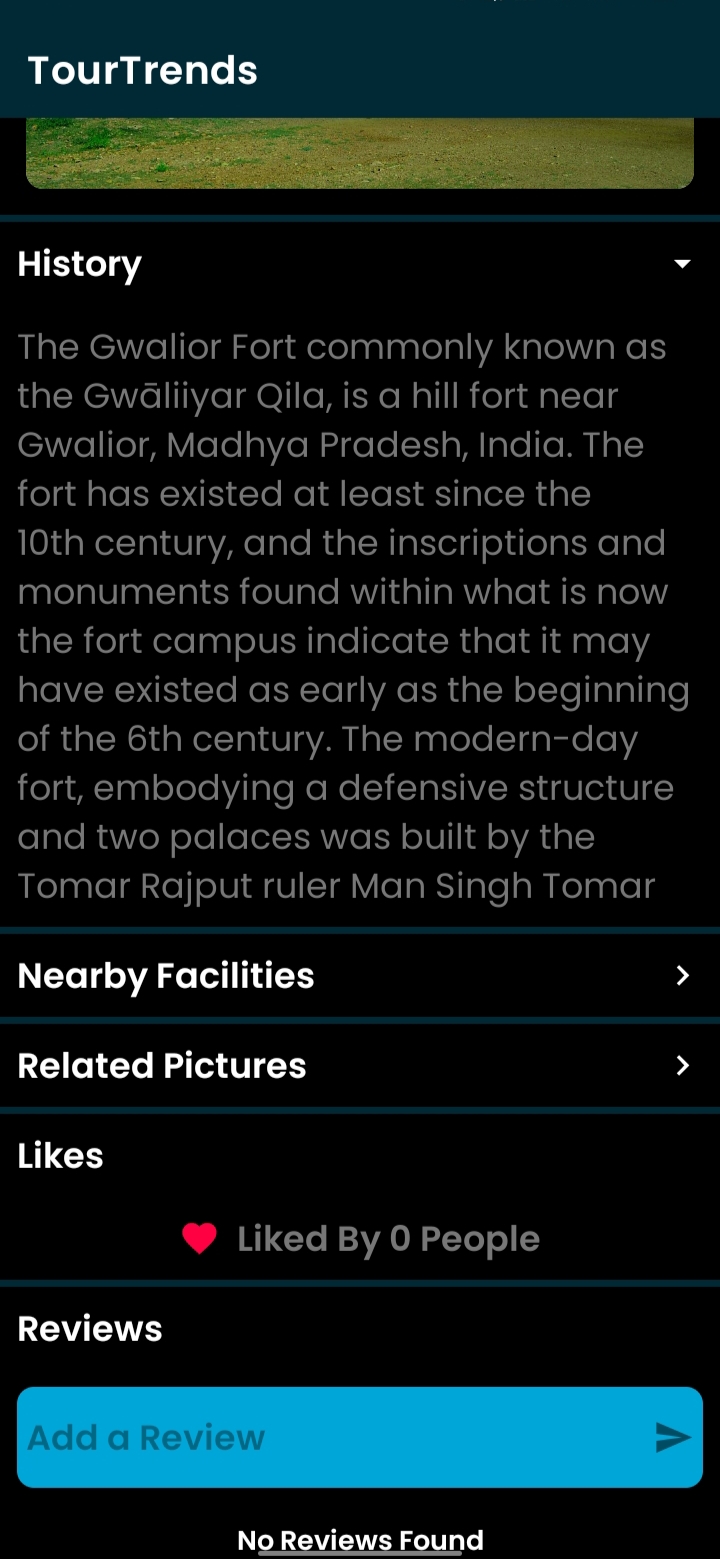 TourTrends
History
The Gwalior Fort commonly known as
the Gwāliiyar Qila, is a hill fort near
Gwalior, Madhya Pradesh, India. The
fort has existed at least since the
10th century, and the inscriptions and
monuments found within what is now
the fort campus indicate that it may
have existed as early as the beginning
of the 6th century. The modern-day
fort, embodying a defensive structure
and two palaces was built by the
Tomar Rajput ruler Man Singh Tomar
Nearby Facilities
Related Pictures
Likes
Liked By 0 People
Reviews
Add a Review
No Reviews Found